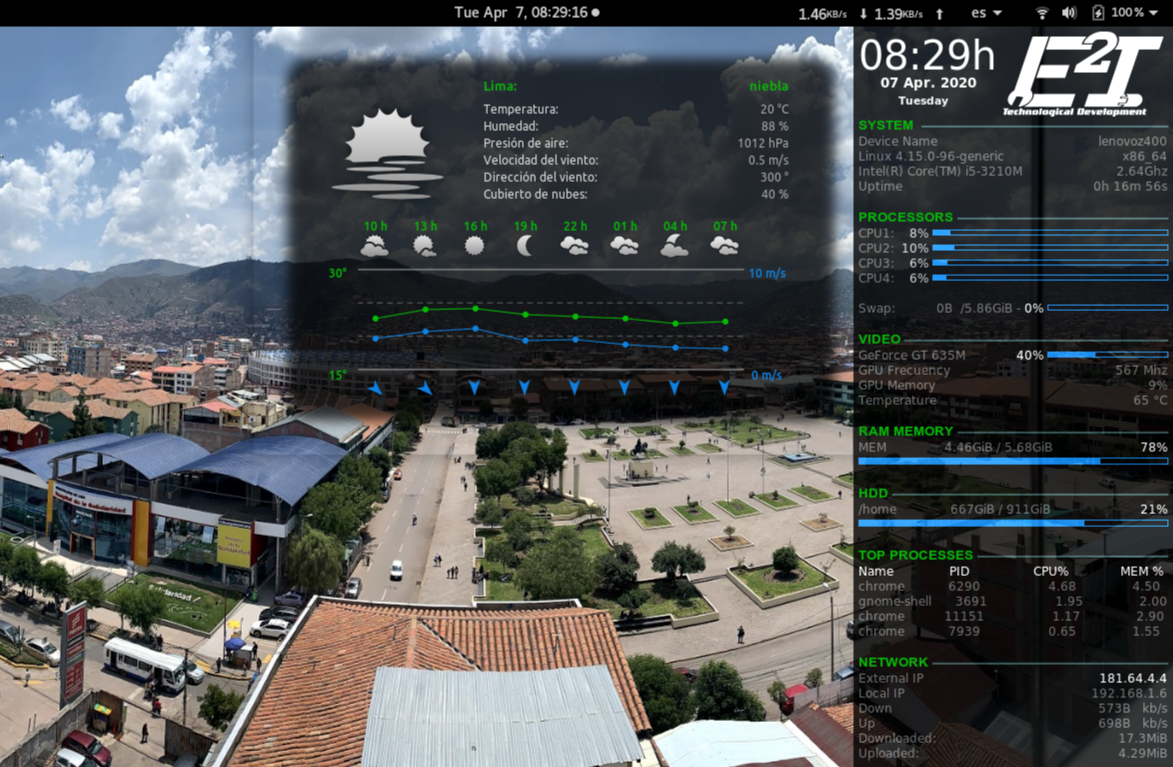 Tue Apr 7, 08:29:16
1.46KB/s 1.39KB/s es 100 %
Lima: niebla
Temperatura: 20 °C
Humedad: 88 %
Presión de aire: 1012 hPa
Velocidad del viento: 0.5 m/s
Dirección del viento: 300 °
Cubierto de nubes: 40 %
10 h 13 h 16 h 19 h 22 h 01 h 04 h 07 h
30° 10 m/s
15° 0 m/s
08:29h
07 Apr. 2020
Tuesday
E2T
Technological Development
SYSTEM
Device Name lenovoz400
Linux 4.15.0-96-generic x86_64
Intel(R) Core(TM) i5-3210M 2.64Ghz
Uptime 0h 16m 56s
PROCESSORS
CPU1: 8%
CPU2: 10%
CPU3: 6%
CPU4: 6%
Swap: 0B /5.86GiB - 0%
VIDEO
GeForce GT 635M 40%
GPU Frecuency 567 Mhz
GPU Memory 9%
Temperature 65 °C
RAM MEMORY
MEM 4.46GiB / 5.68GiB 78%
HDD
/home 667GiB / 911GiB 21%
TOP PROCESSES
Name PID CPU% MEM %
chrome 6290 4.68 4.50
gnome-shell 3691 1.95 2.00
chrome 11151 1.17 2.90
chrome 7939 0.65 1.55
NETWORK
External IP 181.64.4.4
Local IP 192.168.1.6
Down 573B kb/s
Up 698B kb/s
Downloaded: 17.3MiB
Uploaded: 4.29MiB